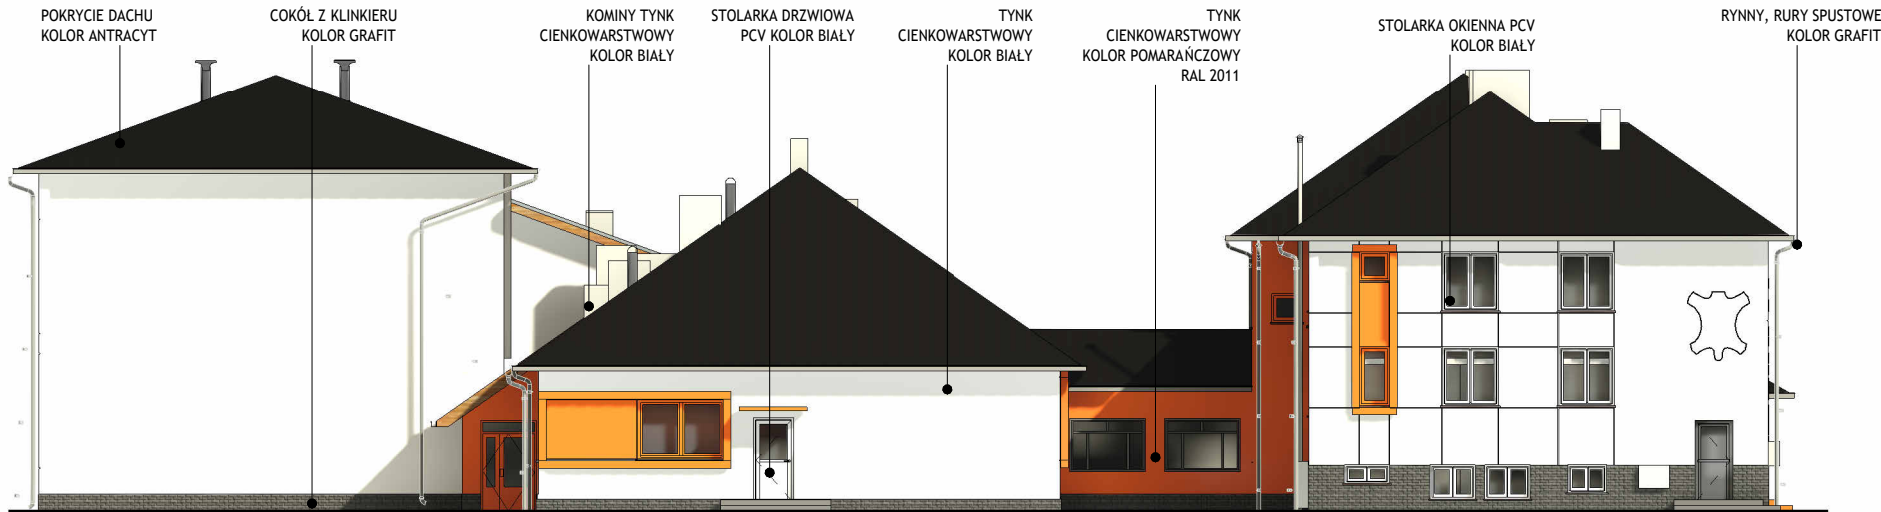 POKRYCIE DACHU
KOLOR ANTRACYT
COKÓŁ Z KLINKIERU
KOLOR GRAFIT
KOMINY TYNK
CIENKOWARSTWOWY
KOLOR BIAŁY
STOLARKA DRZWIOWA
PCV KOLOR BIAŁY
TYNK
CIENKOWARSTWOWY
KOLOR BIAŁY
TYNK
CIENKOWARSTWOWY
KOLOR POMARAŃCZOWY
RAL 2011
STOLARKA OKIENNA PCV
KOLOR BIAŁY
RYNNY, RURY SPUSTOWE
KOLOR GRAFIT